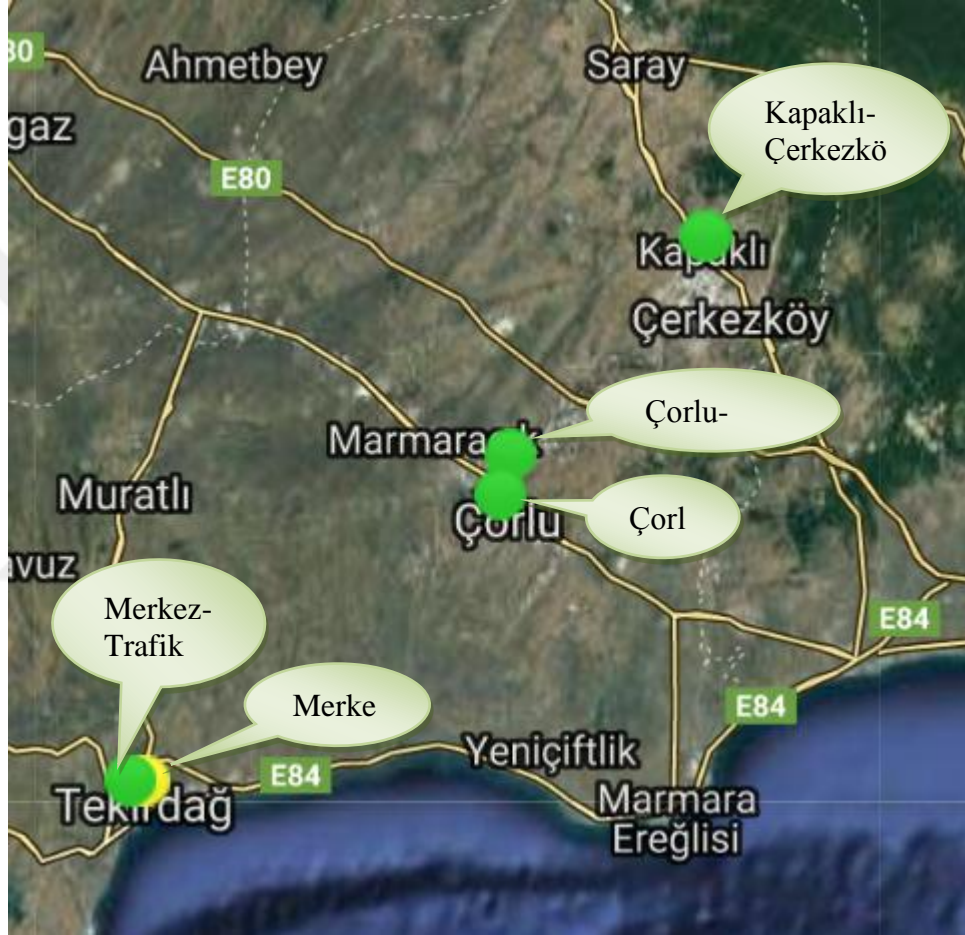 80
Ahmetbey
Saray
gaz
Kapaklı-
Çerkezkö
E80
Kapaklı
Çerkezköy
Çorlu-
Marmara
Muratlı
Çorlu
Çorl
avuz
Merkez-
Trafik
E84
Merke
E84
Yeniçiftlik
E84
Tekirdağ
Marmara
Ereğlisi